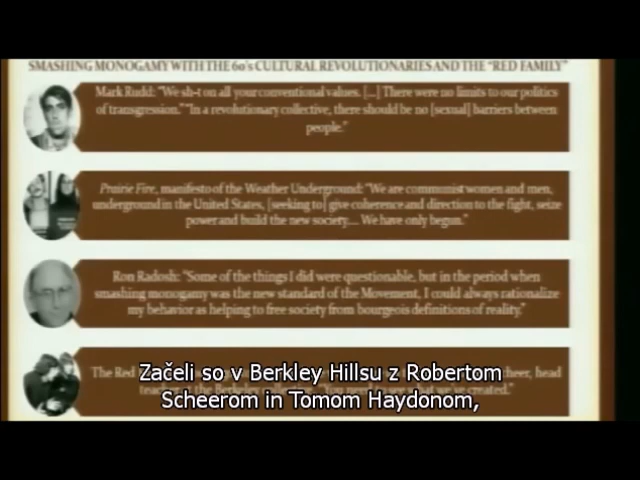 SMASHING MONOGAMY WITH THE 60's CULTURAL REVOLUTIONARIES AND THE "RED FAMILY"
Mark Rudd: "We sh-t on all your conventional values. [...] There were no limits to our politics
of transgression." "In a revolutionary collective, there should be no [sexual] barriers between
people."
Prairie Fire, manifesto of the Weather Underground: "We are communist women and men,
underground in the United States, [seeking to] give coherence and direction to the fight, seize
power and build the new society.... We have only begun."
Ron Radosh: "Some of the things I did were questionable, but in the period when
smashing monogamy was the new standard of the Movement, I could always rationalize
my behavior as helping to free society from bourgeois definitions of reality."
The Red cheer, head
Začeli so v Berkley Hillsu z Robertom
Scheerom in Tomom Haydonom,